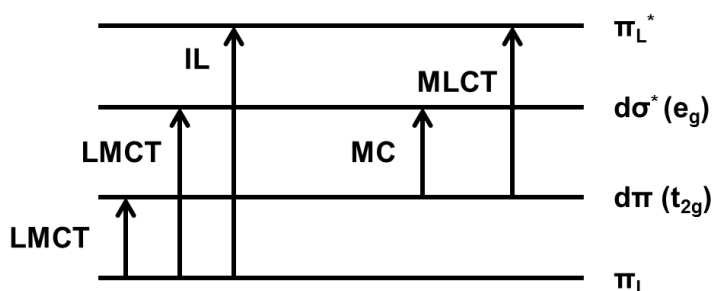 π_L^*
IL
MLCT
dσ^* (e_g)
LMCT
MC
dπ (t_2g)
LMCT
π_L